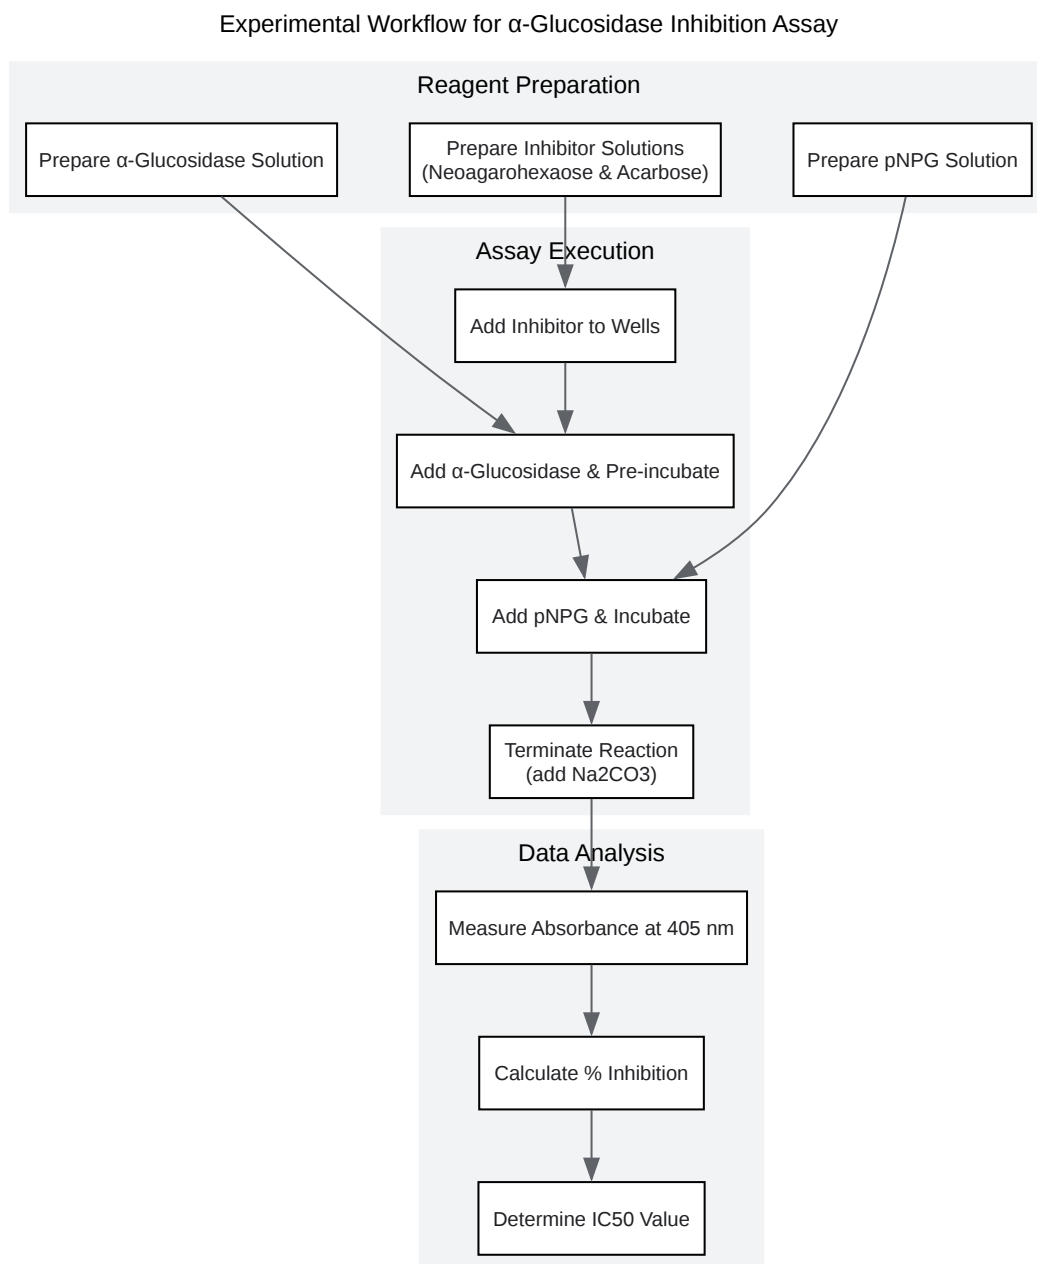 Experimental Workflow for α-Glucosidase Inhibition Assay
Reagent Preparation
Prepare α-Glucosidase Solution
Prepare Inhibitor Solutions
(Neoagarohexaose & Acarbose)
Prepare pNPG Solution
Assay Execution
Add Inhibitor to Wells
Add α-Glucosidase & Pre-incubate
Add pNPG & Incubate
Terminate Reaction
(add Na2CO3)
Data Analysis
Measure Absorbance at 405 nm
Calculate % Inhibition
Determine IC50 Value